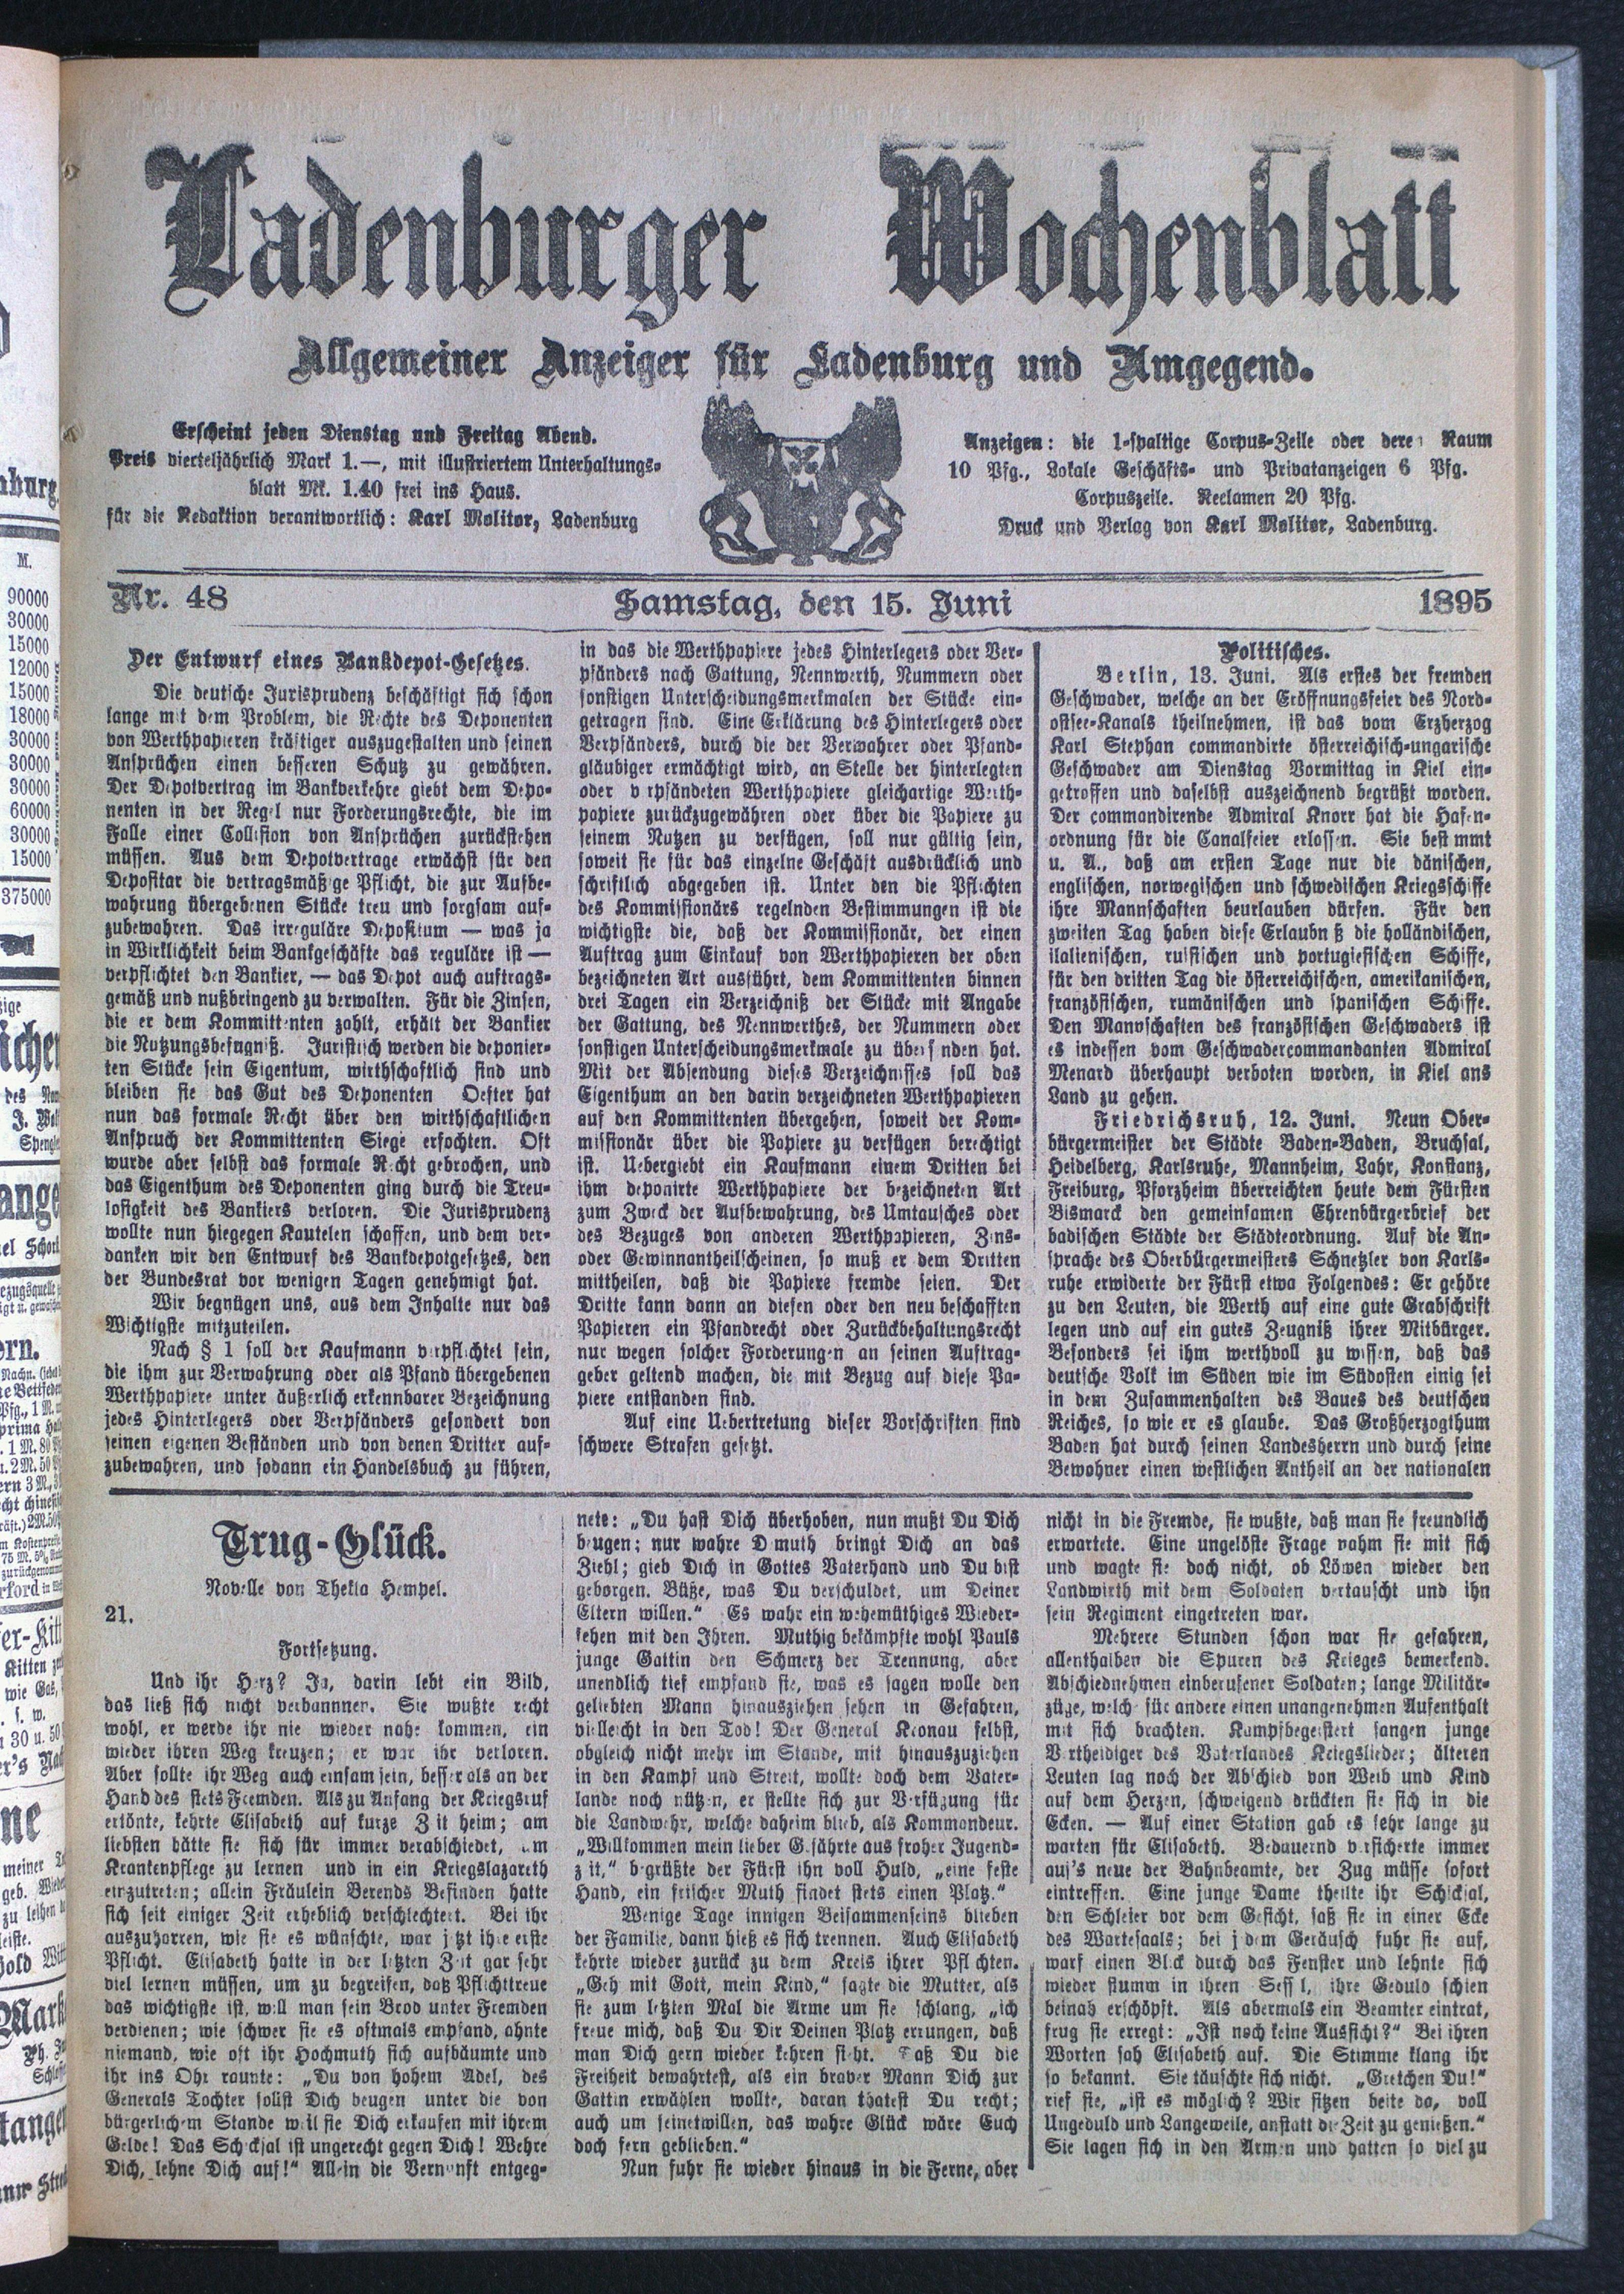 Ladenburger Wochenblatt
Allgemeiner Anzeiger für Ladenburg und Umgegend.
Erscheint jeden Dienstag und Freitag Abend.
Preis vierteljährlich Mark 1.—, mit illustriertem Unterhaltungs-
blatt Mk. 1.40 frei ins Haus.
für die Redaktion verantwortlich: Karl Molitor, Ladenburg
Anzeigen: die 1-spaltige Corpus-Zeile oder deren Raum
10 Pfg., Lokale Geschäfts- und Privatanzeigen 6 Pfg.
Corpuszeile. Reclamen 20 Pfg.
Druck und Verlag von Karl Molitor, Ladenburg.
Nr. 48 Samstag, den 15. Juni 1895
Der Entwurf eines Bankdepot-Gesetzes.
Die deutsche Jurisprudenz beschäftigt sich schon
lange mit dem Problem, die Rechte des Deponenten
von Werthpapieren kräftiger auszugestalten und seinen
Ansprüchen einen besseren Schutz zu gewähren.
Der Depotvertrag im Bankverkehre giebt dem Depo-
nenten in der Regel nur Forderungsrechte, die im
Falle einer Collision von Ansprüchen zurückstehen
müssen. Aus dem Depotvertrage erwächst für den
Depositar die vertragsmäßige Pflicht, die zur Aufbe-
wahrung übergebenen Stücke treu und sorgsam auf-
zubewahren. Das irreguläre Depositum — was ja
in Wirklichkeit beim Bankgeschäfte das reguläre ist —
verpflichtet den Bankier, — das Depot auch auftrags-
gemäß und nußbringend zu verwalten. Für die Zinsen,
die er dem Kommittenten zahlt, erhält der Bankier
die Nutzungsbefugniß. Juristisch werden die deponier-
ten Stücke sein Eigentum, wirthschaftlich sind und
bleiben sie das Gut des Deponenten Oefter hat
nun das formale Recht über den wirthschaftlichen
Anspruch der Kommittenten Siege erfochten. Oft
wurde aber selbst das formale Recht gebrochen, und
das Eigenthum des Deponenten ging durch die Treu-
losigkeit des Bankiers verloren. Die Jurisprudenz
wollte nun hiegegen Kautelen schaffen, und dem ver-
danken wir den Entwurf des Bankdepotgesetzes, den
der Bundesrat vor wenigen Tagen genehmigt hat.
Wir begnügen uns, aus dem Inhalte nur das
Wichtigste mitzuteilen.
Nach § 1 soll der Kaufmann verpflichtet sein,
die ihm zur Verwahrung oder als Pfand übergebenen
Werthpapiere unter äußerlich erkennbarer Bezeichnung
jedes Hinterlegers oder Verpfänders gesondert von
seinen eigenen Beständen und von denen Dritter auf-
zubewahren, und sodann ein Handelsbuch zu führen,
in das die Werthpapiere jedes Hinterlegers oder Ver-
pfänders nach Gattung, Nennwerth, Nummern oder
sonstigen Unterscheidungsmerkmalen der Stücke ein-
getragen sind. Eine Erklärung des Hinterlegers oder
Verpfänders, durch die der Verwahrer oder Pfand-
gläubiger ermächtigt wird, an Stelle der hinterlegten
oder verpfändeten Werthpapiere gleichartige Werth-
papiere zurückzugewähren oder über die Papiere zu
seinem Nutzen zu verfügen, soll nur gültig sein,
soweit sie für das einzelne Geschäft ausdrücklich und
schriftlich abgegeben ist. Unter den die Pflichten
des Kommissionärs regelnden Bestimmungen ist die
wichtigste die, daß der Kommissionär, der einen
Auftrag zum Einkauf von Werthpapieren der oben
bezeichneten Art ausführt, dem Kommittenten binnen
drei Tagen ein Verzeichniß der Stücke mit Angabe
der Gattung, des Nennwerthes, der Nummern oder
sonstigen Unterscheidungsmerkmale zu übersenden hat.
Mit der Absendung dieses Verzeichnisses soll das
Eigenthum an den darin verzeichneten Werthpapieren
auf den Kommittenten übergehen, soweit der Kom-
missionär über die Papiere zu verfügen berechtigt
ist. Uebergiebt ein Kaufmann einem Dritten bei
ihm deponirte Werthpapiere der bezeichneten Art
zum Zweck der Aufbewahrung, des Umtausches oder
des Bezuges von anderen Werthpapieren, Zins-
oder Gewinnantheilscheinen, so muß er dem Dritten
mittheilen, daß die Papiere fremde seien. Der
Dritte kann dann an diesen oder den neu beschafften
Papieren ein Pfandrecht oder Zurückbehaltungsrecht
nur wegen solcher Forderungen an seinen Auftrag-
geber geltend machen, die mit Bezug auf diese Pa-
piere entstanden sind.
Auf eine Uebertretung dieser Vorschriften sind
schwere Strafen gesetzt.
Politisches.
Berlin, 13. Juni. Als erstes der fremden
Geschwader, welche an der Eröffnungsfeier des Nord-
ostsee-Kanals theilnehmen, ist das vom Erzherzog
Karl Stephan commandirte österreichisch-ungarische
Geschwader am Dienstag Vormittag in Kiel ein-
getroffen und daselbst auszeichnend begrüßt worden.
Der commandirende Admiral Knorr hat die Hafen-
ordnung für die Canalfeier erlassen. Sie bestimmt
u. A., daß am ersten Tage nur die dänischen,
englischen, norwegischen und schwedischen Kriegsschiffe
ihre Mannschaften beurlauben dürfen. Für den
zweiten Tag haben diese Erlaubniß die holländischen,
italienischen, russischen und portugiesischen Schiffe,
für den dritten Tag die österreichischen, amerikanischen,
französischen, rumänischen und spanischen Schiffe.
Den Mannschaften des französischen Geschwaders ist
es indessen vom Geschwadercommandanten Admiral
Menard überhaupt verboten worden, in Kiel ans
Land zu gehen.
Friedrichsruh, 12. Juni. Neun Ober-
bürgermeister der Städte Baden-Baden, Bruchsal,
Heidelberg, Karlsruhe, Mannheim, Lahr, Konstanz,
Freiburg, Pforzheim überreichten heute dem Fürsten
Bismarck den gemeinsamen Ehrenbürgerbrief der
badischen Städte der Städteordnung. Auf die An-
sprache des Oberbürgermeisters Schnetzler von Karls-
ruhe erwiderte der Fürst etwa Folgendes: Er gehöre
zu den Leuten, die Werth auf eine gute Grabschrift
legen und auf ein gutes Zeugniß ihrer Mitbürger.
Besonders sei ihm werthvoll zu wissen, daß das
deutsche Volk im Süden wie im Südosten einig sei
in dem Zusammenhalten des Baues des deutschen
Reiches, so wie er es glaube. Das Großherzogthum
Baden hat durch seinen Landesherrn und durch seine
Bewohner einen westlichen Antheil an der nationalen
Trug-Glück.
Novelle von Thekla Hempel.
21.
Fortsetzung.
Und ihr Herz? Ja, darin lebt ein Bild,
das ließ sich nicht verbannnen. Sie wußte recht
wohl, er werde ihr nie wieder nahe kommen, ein
wieder ihren Weg kreuzen; er war ihr verloren.
Aber sollte ihr Weg auch einsam sein, besser als an der
Hand des stets Fremden. Als zu Anfang der Kriegsruf
ertönte, kehrte Elisabeth auf kurze Zeit heim; am
liebsten hätte sie sich für immer verabschiedet, um
Krankenpflege zu lernen und in ein Kriegslazareth
einzutreten; allein Fräulein Berends Befinden hatte
sich seit einiger Zeit erheblich verschlechtert. Bei ihr
auszuharren, wie sie es wünschte, war jetzt ihre erste
Pflicht. Elisabeth hatte in der letzten Zeit gar sehr
viel lernen müssen, um zu begreifen, daß Pflichttreue
das wichtigste ist, will man sein Brod unter Fremden
verdienen; wie schwer sie es oftmals empfand, ahnte
niemand, wie oft ihr Hochmuth sich aufbäumte und
ihr ins Ohr raunte: „Du von hohem Adel, des
Generals Tochter sollst Dich beugen unter die von
bürgerlichem Stande weil sie Dich erkaufen mit ihrem
Gelde! Das Schicksal ist ungerecht gegen Dich! Wehre
Dich, lehne Dich auf!“ Allein die Vernunft entgeg-
nete: „Du hast Dich überhoben, nun mußt Du Dich
beugen; nur wahre Demuth bringt Dich an das
Ziehl; gieb Dich in Gottes Vaterhand und Du bist
geborgen. Büße, was Du verschuldet, um Deiner
Eltern willen.“ Es wahr ein wehemüthiges Wieder-
sehen mit den Ihren. Muthig bekämpfte wohl Pauls
junge Gattin den Schmerz der Trennung, aber
unendlich tief empfand sie, was es sagen wolle den
geliebten Mann hinausziehen sehen in Gefahren,
vielleicht in den Tod! Der General Kronau selbst,
obgleich nicht mehr im Stande, mit hinauszuziehen
in den Kampf und Streit, wollte doch dem Vater-
lande noch nützen, er stellte sich zur Verfügung für
die Landwehr, welche daheim blieb, als Kommandeur.
„Willkommen mein lieber Gefährte aus froher Jugend-
zeit,“ begrüßte der Fürst ihn voll Huld, „eine feste
Hand, ein frischer Muth findet stets einen Platz.“
Wenige Tage innigen Beisammenseins blieben
der Familie, dann hieß es sich trennen. Auch Elisabeth
kehrte wieder zurück zu dem Kreis ihrer Pflichten.
„Geh mit Gott, mein Kind,“ sagte die Mutter, als
sie zum letzten Mal die Arme um sie schlang, „ich
freue mich, daß Du Dir Deinen Platz errungen, daß
man Dich gern wieder kehren sieht. Daß Du die
Freiheit bewahrtest, als ein braver Mann Dich zur
Gattin erwählen wollte, daran thatest Du recht;
auch um seinetwillen, das wahre Glück wäre Euch
doch fern geblieben.“
Nun fuhr sie wieder hinaus in die Ferne, aber
nicht in die Fremde, sie wußte, daß man sie freundlich
erwartete. Eine ungelöste Frage nahm sie mit sich
und wagte sie doch nicht, ob Löwen wieder den
Landwirth mit dem Soldaten vertauscht und ihn
sein Regiment eingetreten war.
Mehrere Stunden schon war sie gefahren,
allenthalben die Spuren des Krieges bemerkend.
Abschiednehmen einberufener Soldaten; lange Militär-
züge, welche für andere einen unangenehmen Aufenthalt
mit sich brachten. Kampfbegeistert sangen junge
Vertheidiger des Vaterlandes Kriegslieder; älteren
Leuten lag noch der Abschied von Weib und Kind
auf dem Herzen, schweigend drückten sie sich in die
Ecken. — Auf einer Station gab es sehr lange zu
warten für Elisabeth. Bedauernd versicherte immer
auf's neue der Bahnbeamte, der Zug müsse sofort
eintreffen. Eine junge Dame theilte ihr Schicksal,
den Schleier vor dem Gesicht, saß sie in einer Ecke
des Wartesaals; bei jedem Geräusch fuhr sie auf,
warf einen Blick durch das Fenster und lehnte sich
wieder stumm in ihren Sessel, ihre Geduld schien
beinah erschöpft. Als abermals ein Beamter eintrat,
frug sie erregt: „Ist noch keine Aussicht?“ Bei ihren
Worten sah Elisabeth auf. Die Stimme klang ihr
so bekannt. Sie täuschte sich nicht. „Gretchen Du!“
rief sie, „ist es möglich? Wir sitzen beite da, voll
Ungeduld und Langeweile, anstatt die Zeit zu genießen.“
Sie lagen sich in den Armen und hatten so viel zu
M.
90000
30000
15000
12000
15000
18000
30000
30000
30000
60000
30000
15000
375000